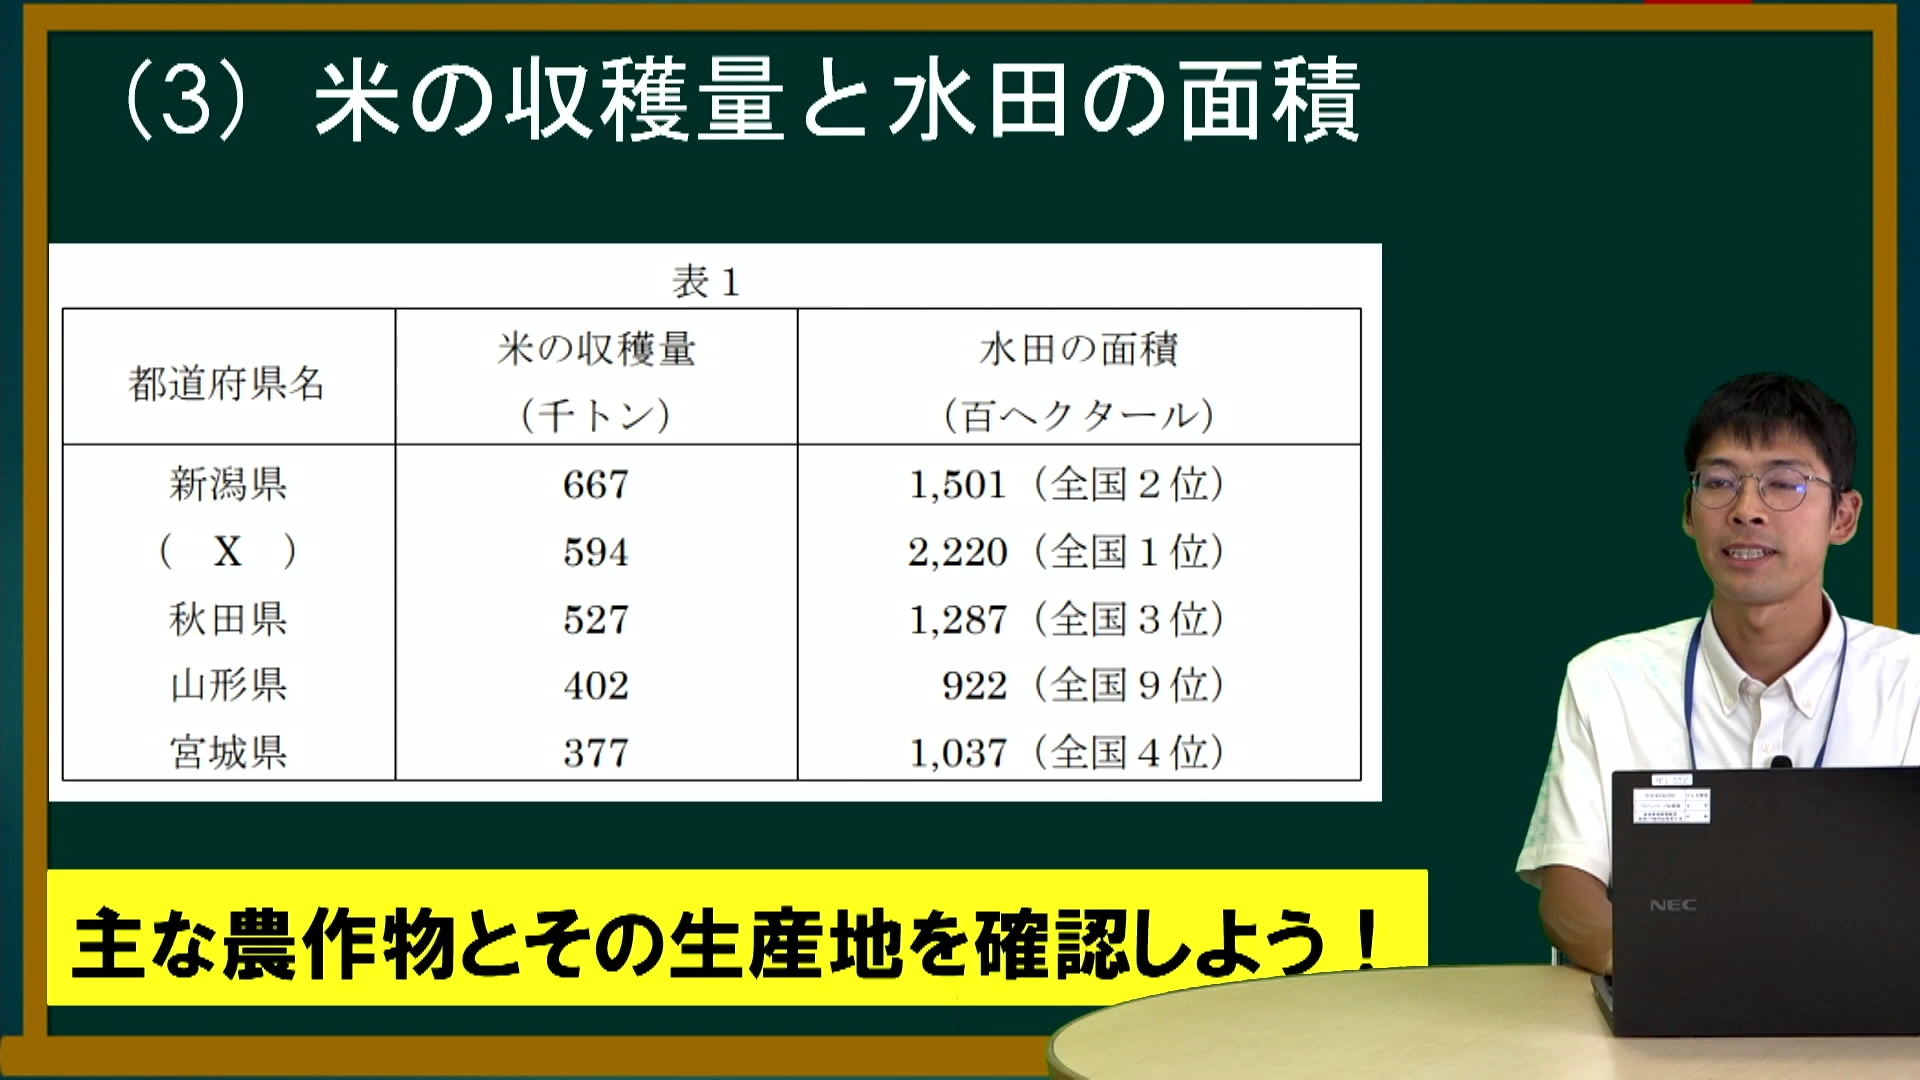 (3) 米の収穫量と水田の面積
表1
都道府県名 米の収穫量(千トン) 水田の面積(百ヘクタール)
新潟県 667 1,501(全国2位)
( X ) 594 2,220(全国1位)
秋田県 527 1,287(全国3位)
山形県 402 922(全国9位)
宮城県 377 1,037(全国4位)
主な農作物とその生産地を確認しよう!
NEC